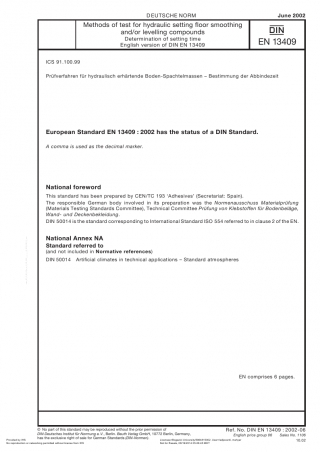 DEUTSCHE NORM
June 2002
Methods of test for hydraulic setting floor smoothing
and/or levelling compounds
Determination of setting time
English version of DIN EN 13409
DIN
EN 13409
ICS 91.100.99
Prüfverfahren für hydraulisch erhärtende Boden-Spachtelmassen – Bestimmung der Abbindezeit
European Standard EN 13409 : 2002 has the status of a DIN Standard.
A comma is used as the decimal marker.
National foreword
This standard has been prepared by CEN/TC 193 ‘Adhesives’ (Secretariat: Spain).
The responsible German body involved in its preparation was the Normenausschuss Materialprüfung
(Materials Testing Standards Committee), Technical Committee Prüfung von Klebstoffen für Bodenbeläge,
Wand- und Deckenbekleidung.
DIN 50014 is the standard corresponding to International Standard ISO 554 referred to in clause 2 of the EN.
National Annex NA
Standard referred to
(and not included in Normative references)
DIN 50014 Artificial climates in technical applications – Standard atmospheres
EN comprises 6 pages.
© No part of this standard may be reproduced without the prior permission of
DIN Deutsches Institut für Normung e.V., Berlin. Beuth Verlag GmbH, 10772 Berlin, Germany,
has the exclusive right of sale for German Standards (DIN-Normen).
Ref. No. DIN EN 13409 : 2002-06
English price group 06 Sales No. 1106
10.02